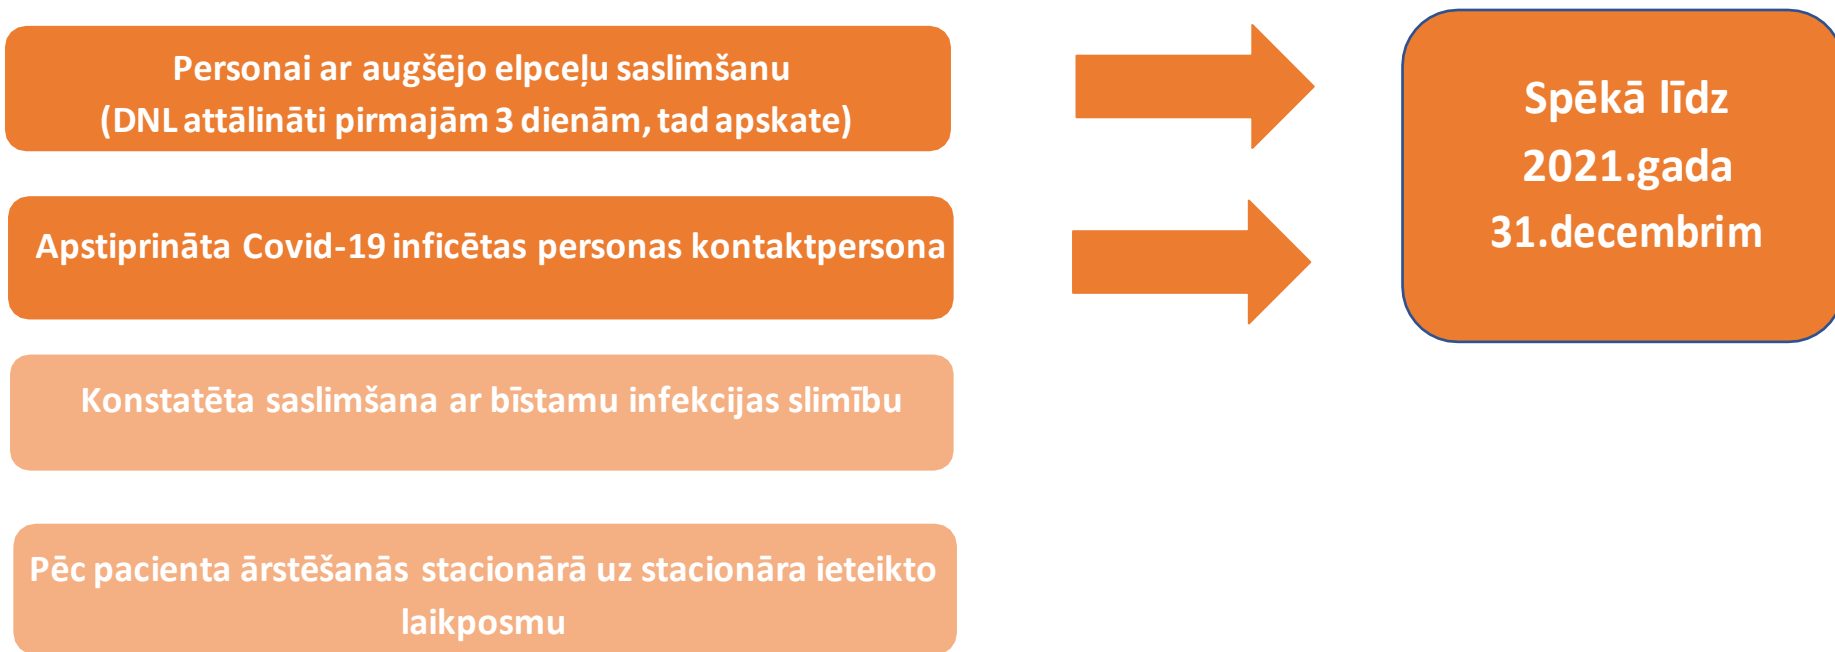 Personai ar augšējo elpceļu saslimšanu
(DNL attālināti pirmajām 3 dienām, tad apskate)
Apstiprināta Covid-19 inficētas personas kontaktpersona
Konstatēta saslimšana ar bīstamu infekcijas slimību
Pēc pacienta ārstēšanās stacionārā uz stacionāra ieteikto
laikposmu
Spēkā līdz
2021.gada
31.decembrim